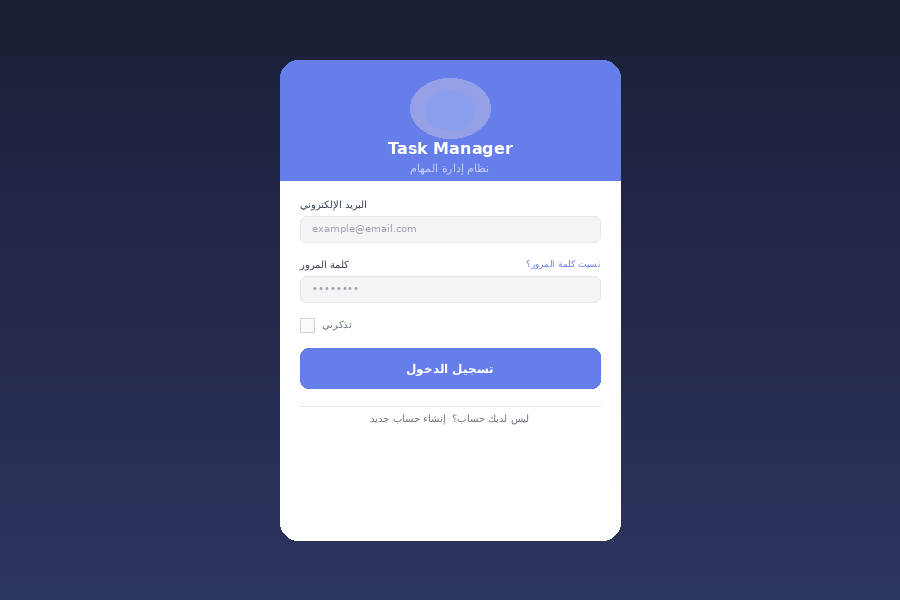 Task Manager
نظام إدارة المهام
البريد الإلكتروني
example@email.com
كلمة المرور
نسيت كلمة المرور؟
••••••••
تذكرني
تسجيل الدخول
ليس لديك حساب؟ إنشاء حساب جديد